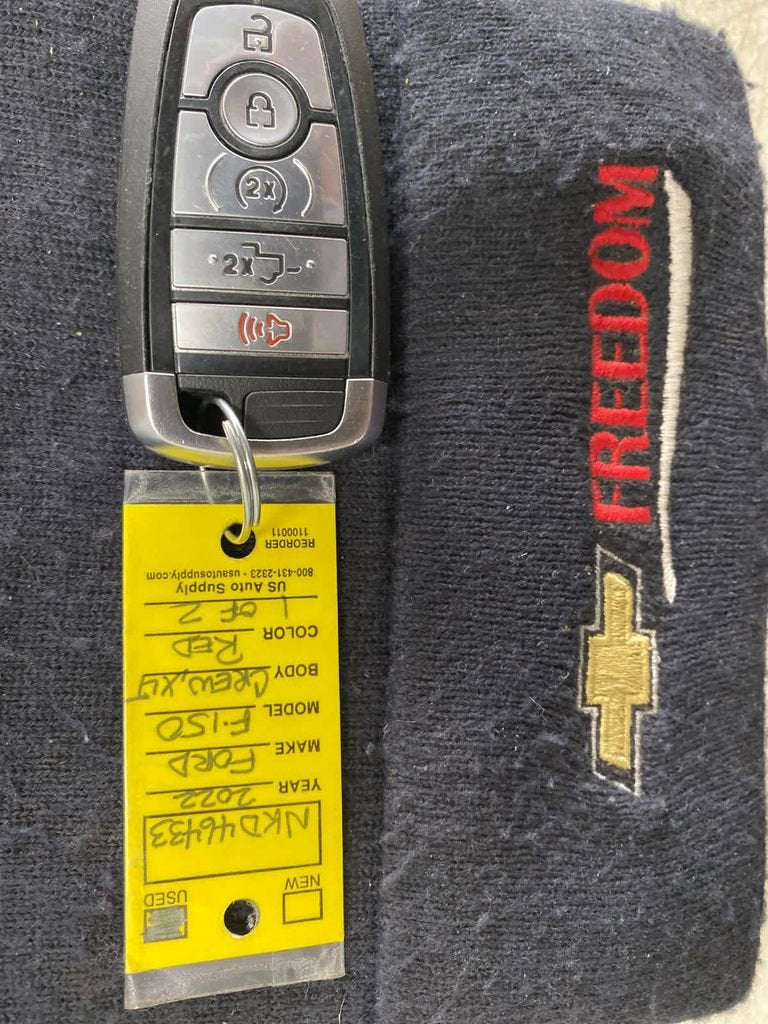 2x
2x
REORDER
1100011
800-431-2323 • usautosupply.com
US Auto Supply
1 OF 2
COLOR RED
BODY CREW, XLT
MODEL F-150
MAKE FORD
YEAR 2022
NKD46433
NEW
USED
FREEDOM